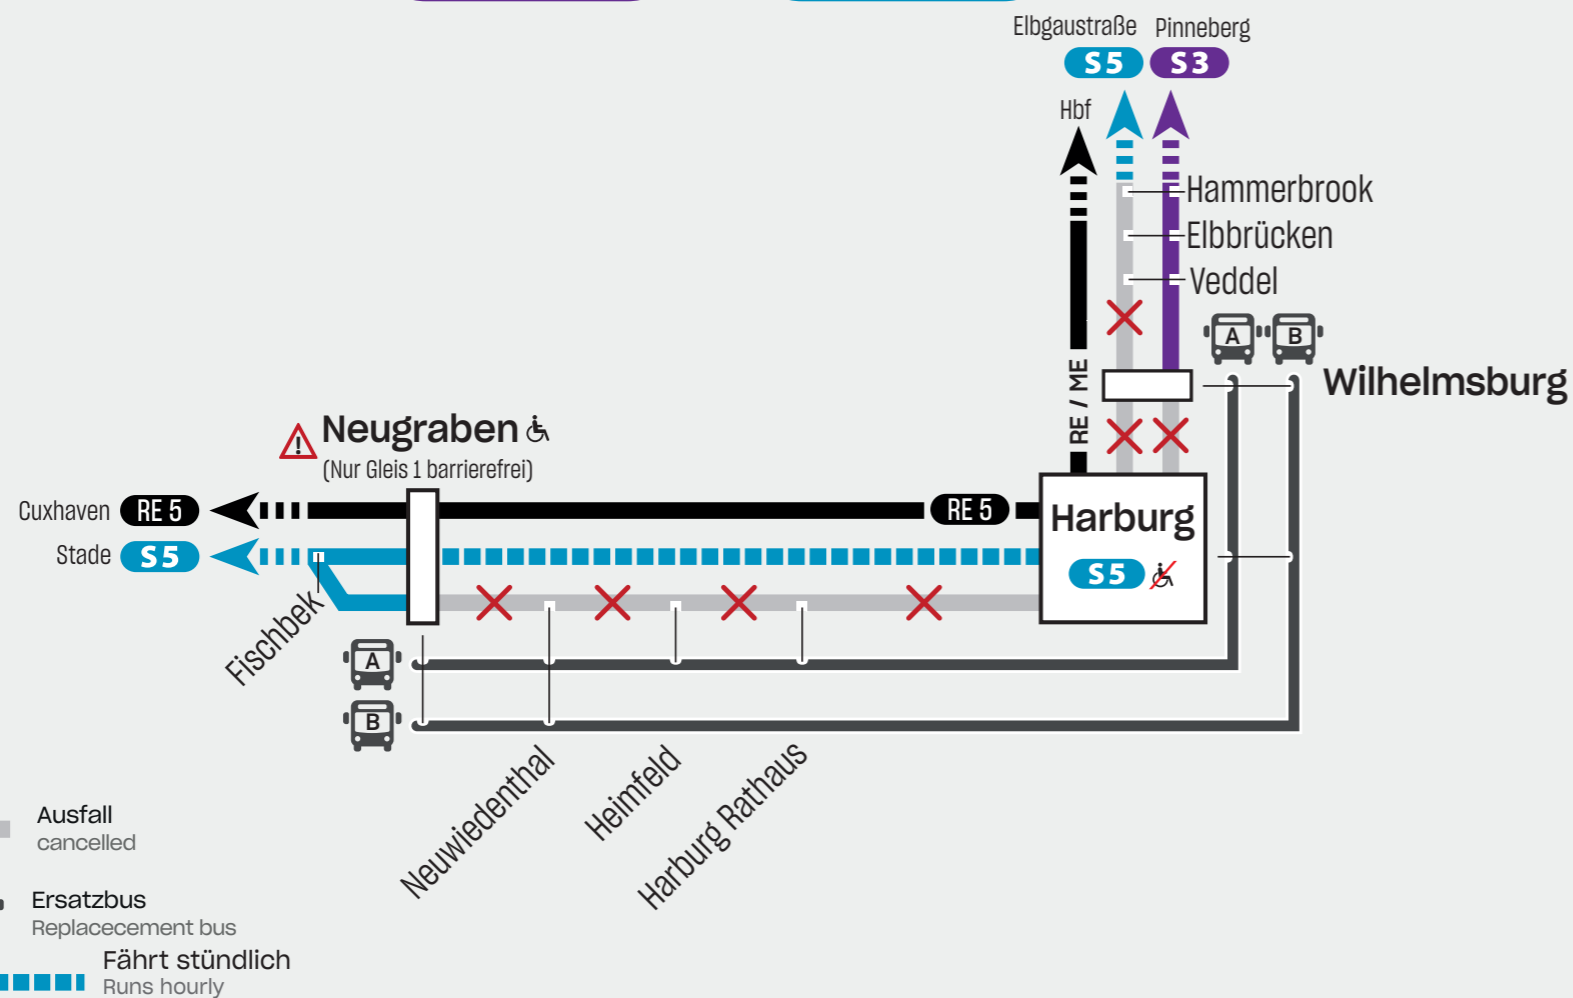 Elbgaustraße Pinneberg
S5 S3
Hbf
Hammerbrook
Elbbrücken
Veddel
A B
Wilhelmsburg
RE / ME
Neugraben
(Nur Gleis 1 barrierefrei)
Cuxhaven RE 5 RE 5
Harburg
Stade S5
S5
Fischbek
A
B
Neuwiedenthal
Heimfeld
Harburg Rathaus
Ausfall
cancelled
Ersatzbus
Replacecement bus
Fährt stündlich
Runs hourly